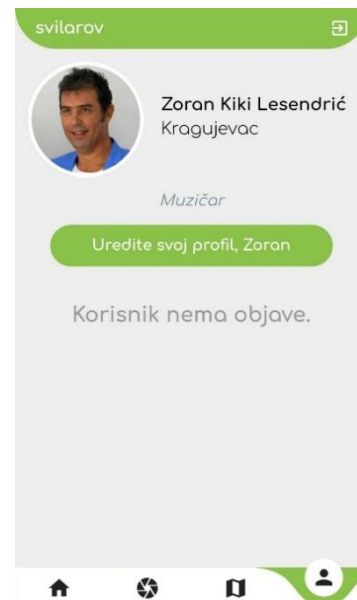 svilarov
Zoran Kiki Lesendrić
Kragujevac
Muzičar
Uredite svoj profil, Zoran
Korisnik nema objave.